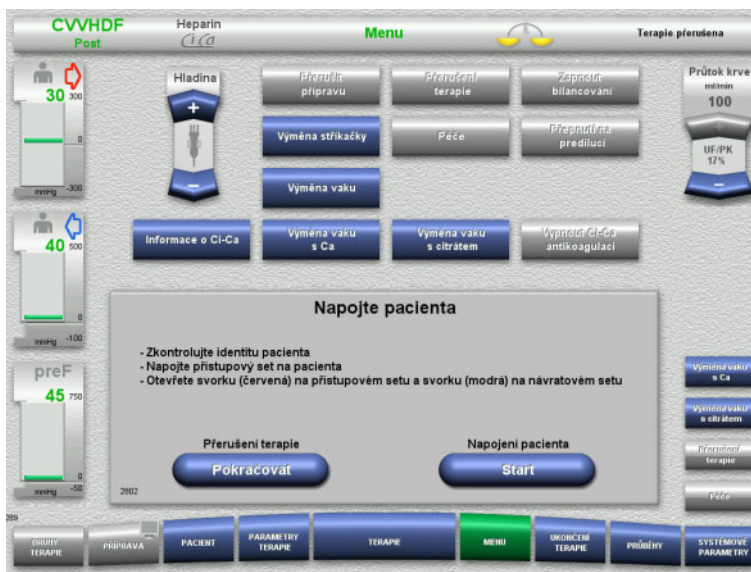 CVVHDF
Post
Heparin
Ci Ca
Menu
Terapie přerušena
30
300
0
-300
mmHg
Hladina
+
−
Přerušit
přípravu
Přerušení
terapie
Zapnout
bilancování
Výměna stříkačky
Péče
Přepnutí na
prediluci
Výměna vaku
Průtok krve
ml/min
100
+
UF/PK
17%
−
40
500
0
-100
mmHg
Informace o Ci-Ca
Výměna vaku
s Ca
Výměna vaku
s citrátem
Vypnout Ci-Ca
antikoagulaci
Napojte pacienta
- Zkontrolujte identitu pacienta
- Napojte přístupový set na pacienta
- Otevřete svorku (červená) na přístupovém setu a svorku (modrá) na návratovém setu
Přerušení terapie
Pokračovat
Napojení pacienta
Start
2802
preF
45
750
0
-50
mmHg
Výměna vaku
s Ca
Výměna vaku
s citrátem
Přerušení
terapie
Péče
DRUHY
TERAPIE
PŘÍPRAVA
PACIENT
PARAMETRY
TERAPIE
TERAPIE
MENU
UKONČENÍ
TERAPIE
PRŮBĚHY
SYSTÉMOVÉ
PARAMETRY